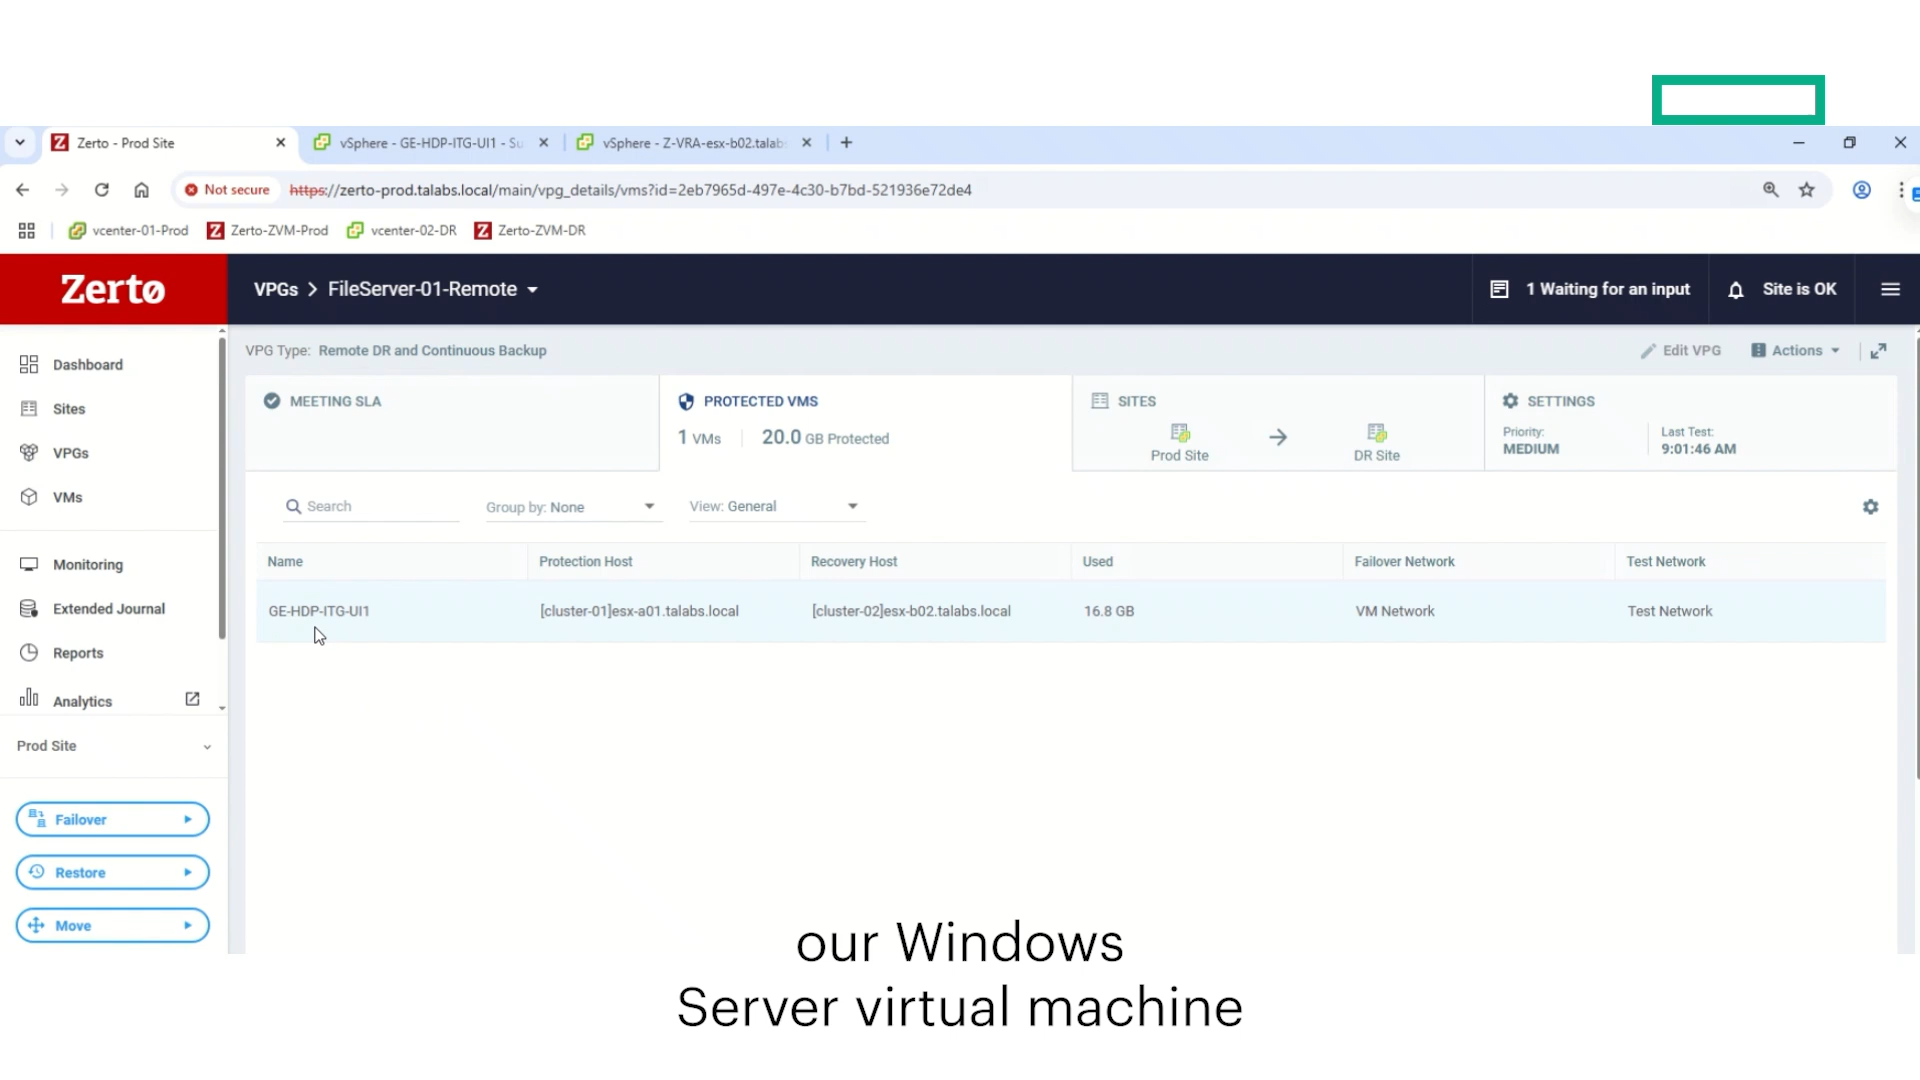 Zerto - Prod Site
vSphere - GE-HDP-ITG-UI1 - Su
vSphere - Z-VRA-esx-b02.talab
Not secure
https://zerto-prod.talabs.local/main/vpg_details/vms?id=2eb7965d-497e-4c30-b7bd-521936e72de4
vcenter-01-Prod
Zerto-ZVM-Prod
vcenter-02-DR
Zerto-ZVM-DR
Zerto
VPGs > FileServer-01-Remote
1 Waiting for an input
Site is OK
Dashboard
Sites
VPGs
VMs
Monitoring
Extended Journal
Reports
Analytics
Prod Site
Failover
Restore
Move
VPG Type: Remote DR and Continuous Backup
Edit VPG
Actions
MEETING SLA
PROTECTED VMS
1 VMs
20.0 GB Protected
SITES
Prod Site
DR Site
SETTINGS
Priority:
MEDIUM
Last Test:
9:01:46 AM
Search
Group by: None
View: General
Name Protection Host Recovery Host Used Failover Network Test Network
GE-HDP-ITG-UI1 [cluster-01]esx-a01.talabs.local [cluster-02]esx-b02.talabs.local 16.8 GB VM Network Test Network
our Windows
Server virtual machine